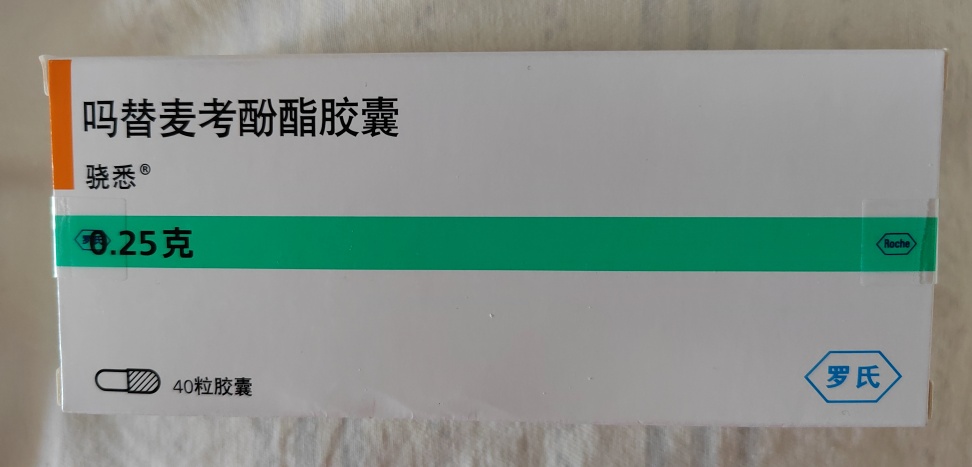 吗替麦考酚酯胶囊
骁悉®
0.25克
Roche
40粒胶囊
罗氏